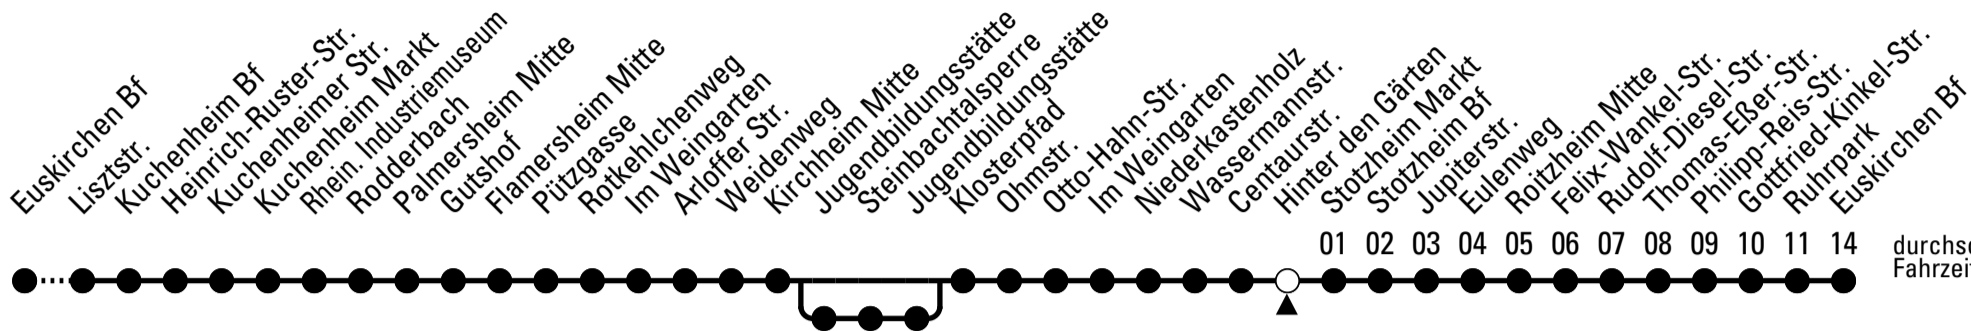 Euskirchen Bf
Lisztstr.
Kuchenheim Bf
Heinrich-Ruster-Str.
Kuchenheimer Str.
Kuchenheim Markt
Rhein. Industriemuseum
Rodderbach
Palmersheim Mitte
Gutshof
Flamersheim Mitte
Pützgasse
Rotkehlchenweg
Im Weingarten
Arloffer Str.
Weidenweg
Kirchheim Mitte
Jugendbildungsstätte
Steinbachtalsperre
Jugendbildungsstätte
Klosterpfad
Ohmstr.
Otto-Hahn-Str.
Im Weingarten
Niederkastenholz
Wassermannstr.
Centaurstr.
Hinter den Gärten
Stotzheim Markt
Stotzheim Bf
Jupiterstr.
Eulenweg
Roitzheim Mitte
Felix-Wankel-Str.
Rudolf-Diesel-Str.
Thomas-Eßer-Str.
Philipp-Reis-Str.
Gottfried-Kinkel-Str.
Ruhrpark
Euskirchen Bf
01 02 03 04 05 06 07 08 09 10 11 14